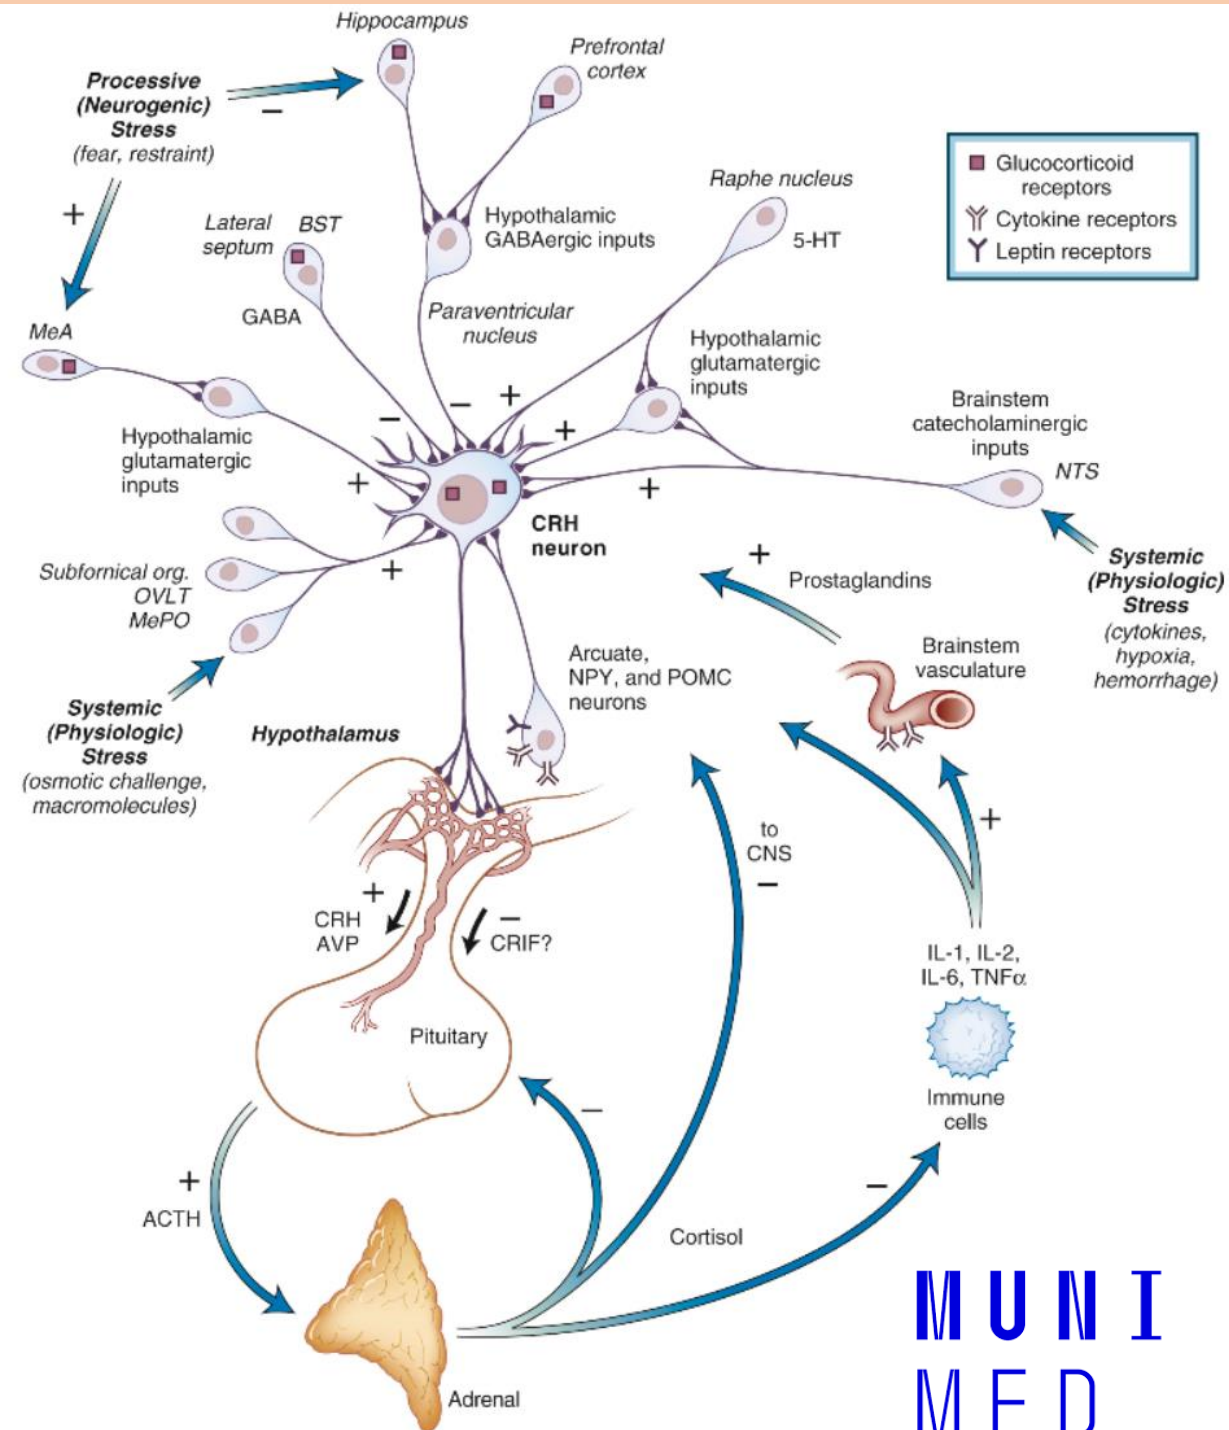 Hippocampus
Prefrontal
cortex
Processive
(Neurogenic)
Stress
(fear, restraint)
−
+
Glucocorticoid
receptors
Cytokine receptors
Leptin receptors
Raphe nucleus
5-HT
Lateral
septum
BST
GABA
Hypothalamic
GABAergic inputs
Paraventricular
nucleus
MeA
Hypothalamic
glutamatergic
inputs
Hypothalamic
glutamatergic
inputs
Brainstem
catecholaminergic
inputs
NTS
−
−
+
+
+
+
+
CRH
neuron
Subfornical org.
OVLT
MePO
Systemic
(Physiologic)
Stress
(osmotic challenge,
macromolecules)
Systemic
(Physiologic)
Stress
(cytokines,
hypoxia,
hemorrhage)
+
Prostaglandins
Brainstem
vasculature
Arcuate,
NPY, and POMC
neurons
Hypothalamus
+
CRH
AVP
−
CRIF?
to
CNS
−
+
IL-1, IL-2,
IL-6, TNFα
Immune
cells
Pituitary
−
+
ACTH
−
Cortisol
Adrenal
MUNI
MED